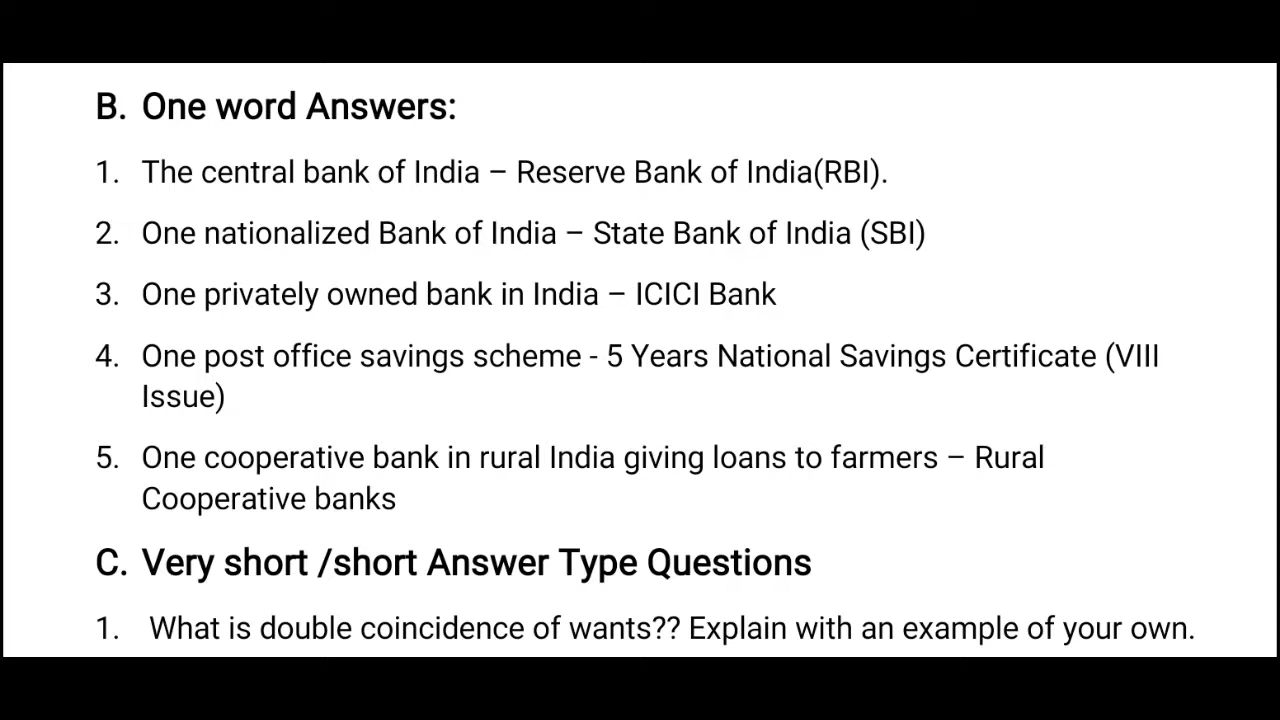 B. One word Answers:
1. The central bank of India – Reserve Bank of India(RBI).
2. One nationalized Bank of India – State Bank of India (SBI)
3. One privately owned bank in India – ICICI Bank
4. One post office savings scheme - 5 Years National Savings Certificate (VIII
Issue)
5. One cooperative bank in rural India giving loans to farmers – Rural
Cooperative banks
C. Very short /short Answer Type Questions
1. What is double coincidence of wants?? Explain with an example of your own.